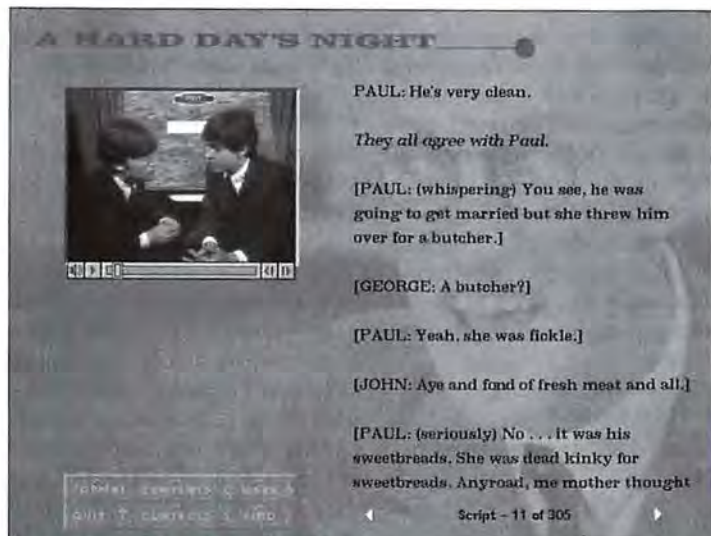 A HARD DAY'S NIGHT
PAUL: He's very clean.
They all agree with Paul.
[PAUL: (whispering) You see, he was
going to get married but she threw him
over for a butcher.]
[GEORGE: A butcher?]
[PAUL: Yeah, she was fickle.]
[JOHN: Aye and fond of fresh meat and all.]
[PAUL: (seriously) No . . . it was his
sweetbreads. She was dead kinky for
sweetbreads. Anyroad, me mother thought
Script – 11 of 305